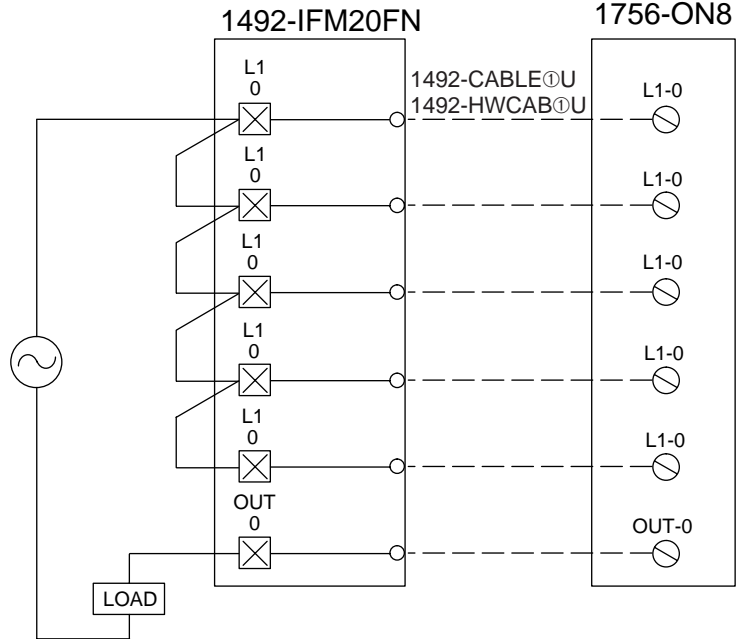 1492-IFM20FN
1756-ON8
1492-CABLE①U
1492-HWCAB①U
L1
0
L1-0
L1
0
L1-0
L1
0
L1-0
L1
0
L1-0
L1
0
L1-0
OUT
0
OUT-0
LOAD